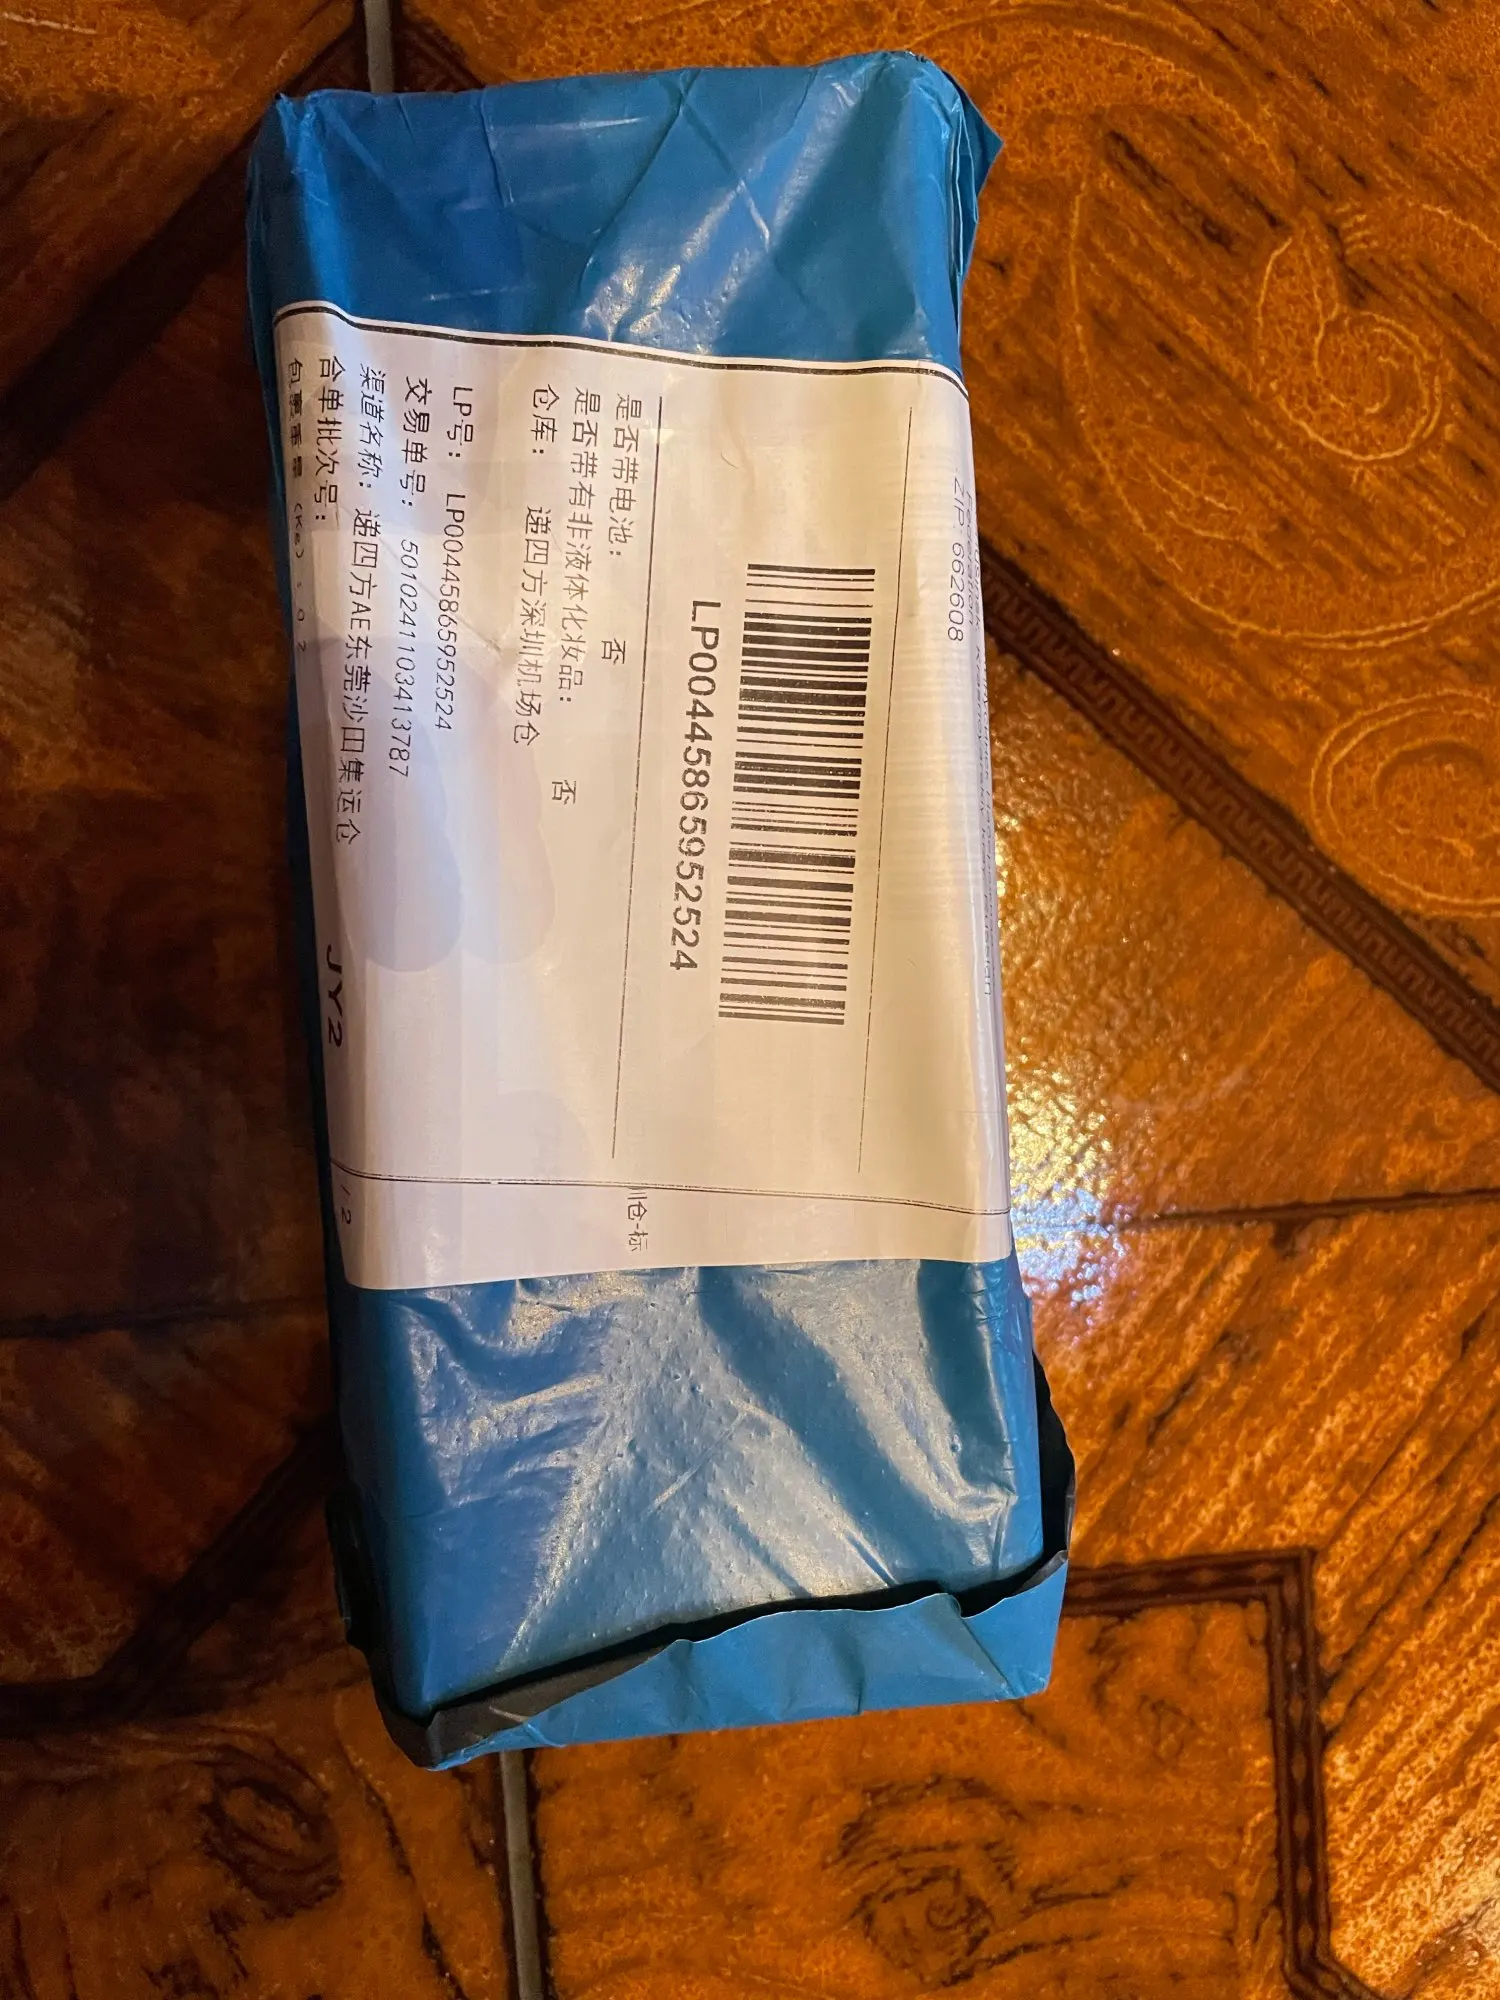 ZIP: 662608
LP00445865952524
是否带电池: 否
是否带有非液体化妆品: 否
仓库: 递四方深圳机场仓
LP号: LP00445865952524
交易单号: 5010241103413787
渠道名称: 递四方AE东莞沙田集运仓
合单批次号:
JY2
仓-标
/2